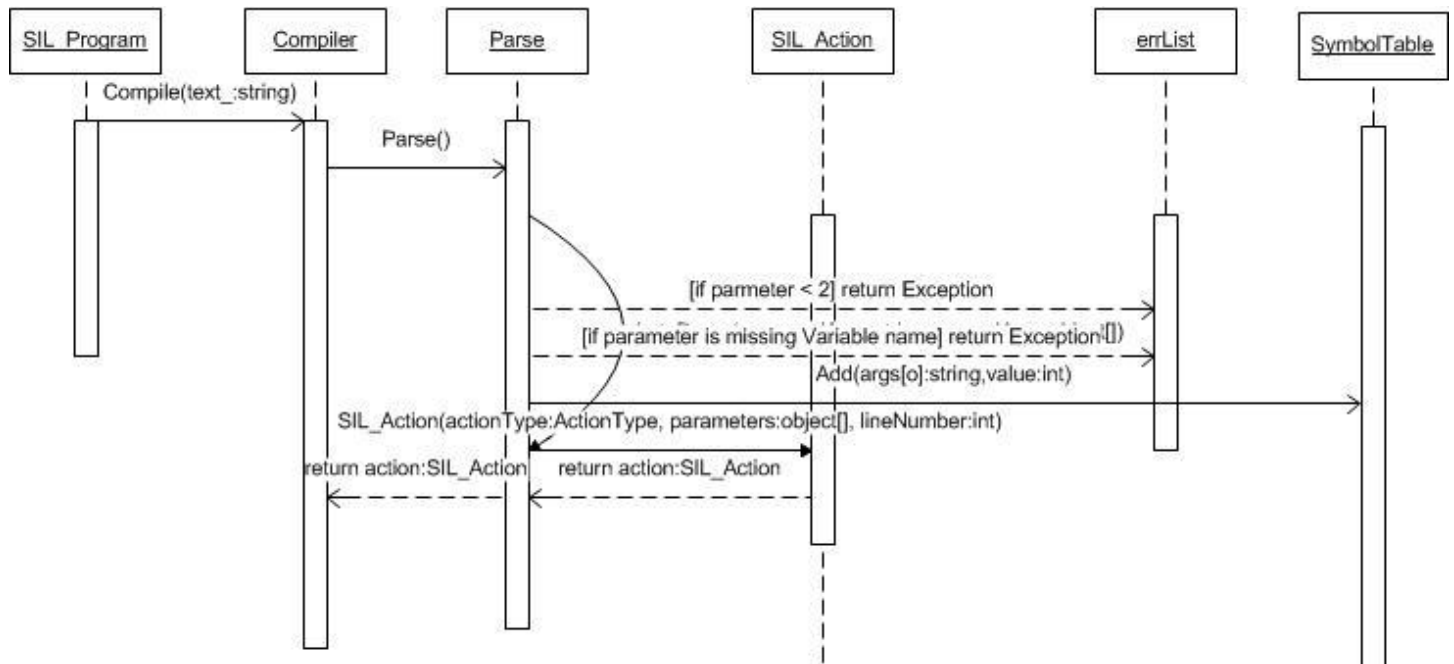 SIL_Program
Compiler
Parse
SIL_Action
errList
SymbolTable
Compile(text_:string)
Parse()
[if parmeter < 2] return Exception
[if parameter is missing Variable name] return Exception
[])
Add(args[o]:string,value:int)
SIL_Action(actionType:ActionType, parameters:object[], lineNumber:int)
return action:SIL_Action
return action:SIL_Action